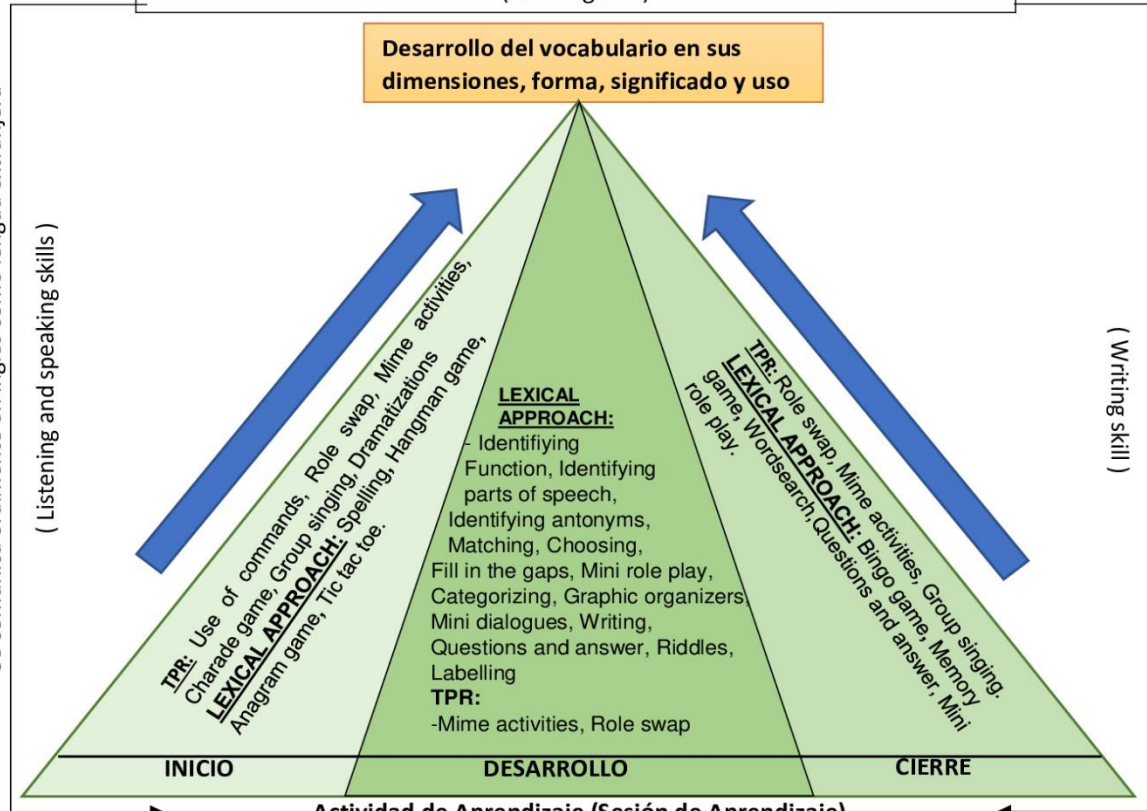 Desarrollo del vocabulario en sus
dimensiones, forma, significado y uso
( Listening and speaking skills )
TPR: Use of commands, Role swap, Mime activities,
Charade game, Group singing, Dramatizations
LEXICAL APPROACH: Spelling, Hangman game,
Anagram game, Tic tac toe.
LEXICAL
APPROACH:
- Identifiying
Function, Identifying
parts of speech,
Identifying antonyms,
Matching, Choosing,
Fill in the gaps, Mini role play,
Categorizing, Graphic organizers,
Mini dialogues, Writing,
Questions and answer, Riddles,
Labelling
TPR:
-Mime activities, Role swap
TPR: Role swap, Mime activities, Group singing.
LEXICAL APPROACH: Bingo game, Memory
game, Wordsearch,Questions and answer, Mini
role play.
( Writing skill )
INICIO
DESARROLLO
CIERRE
Actividad de Aprendizaje (Sesión de Aprendizaje)